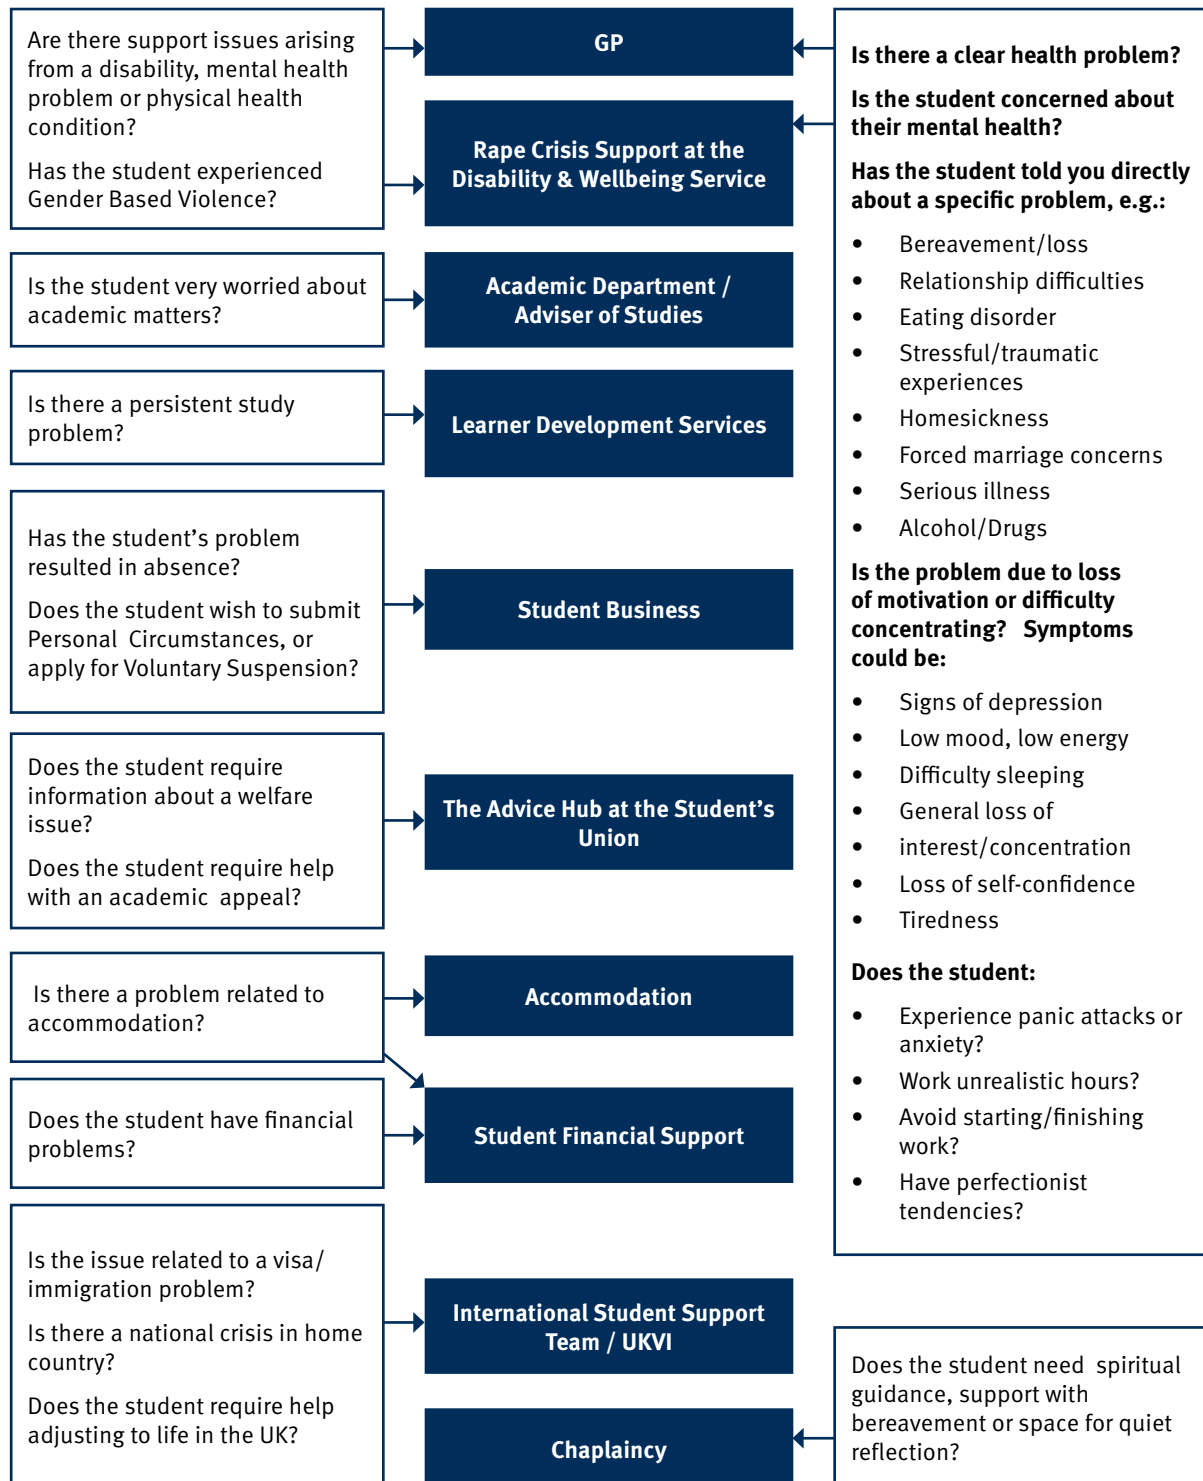 Are there support issues arising
from a disability, mental health
problem or physical health
condition?
Has the student experienced
Gender Based Violence?
GP
Rape Crisis Support at the
Disability & Wellbeing Service
Is the student very worried about
academic matters?
Academic Department /
Adviser of Studies
Is there a persistent study
problem?
Learner Development Services
Has the student’s problem
resulted in absence?
Does the student wish to submit
Personal Circumstances, or
apply for Voluntary Suspension?
Student Business
Does the student require
information about a welfare
issue?
Does the student require help
with an academic appeal?
The Advice Hub at the Student’s
Union
Is there a problem related to
accommodation?
Accommodation
Does the student have financial
problems?
Student Financial Support
Is the issue related to a visa/
immigration problem?
Is there a national crisis in home
country?
Does the student require help
adjusting to life in the UK?
International Student Support
Team / UKVI
Chaplaincy
Is there a clear health problem?
Is the student concerned about
their mental health?
Has the student told you directly
about a specific problem, e.g.:
• Bereavement/loss
• Relationship difficulties
• Eating disorder
• Stressful/traumatic
experiences
• Homesickness
• Forced marriage concerns
• Serious illness
• Alcohol/Drugs
Is the problem due to loss
of motivation or difficulty
concentrating? Symptoms
could be:
• Signs of depression
• Low mood, low energy
• Difficulty sleeping
• General loss of
• interest/concentration
• Loss of self-confidence
• Tiredness
Does the student:
• Experience panic attacks or
anxiety?
• Work unrealistic hours?
• Avoid starting/finishing
work?
• Have perfectionist
tendencies?
Does the student need spiritual
guidance, support with
bereavement or space for quiet
reflection?